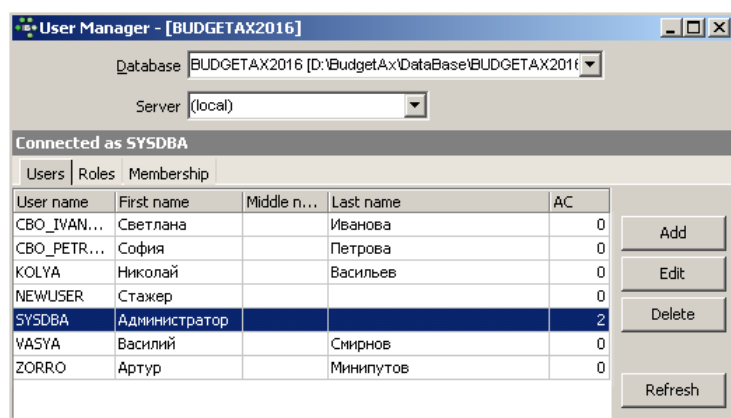 User Manager - [BUDGETAX2016]
Database BUDGETAX2016 [D:\BudgetAx\DataBase\BUDGETAX2016
Server (local)
Connected as SYSDBA
Users Roles Membership
User name First name Middle n... Last name AC
CBO_IVAN... Светлана Иванова 0
CBO_PETR... София Петрова 0
KOLYA Николай Васильев 0
NEWUSER Стажер 0
SYSDBA Администратор 2
VASYA Василий Смирнов 0
ZORRO Артур Минипутов 0
Add
Edit
Delete
Refresh